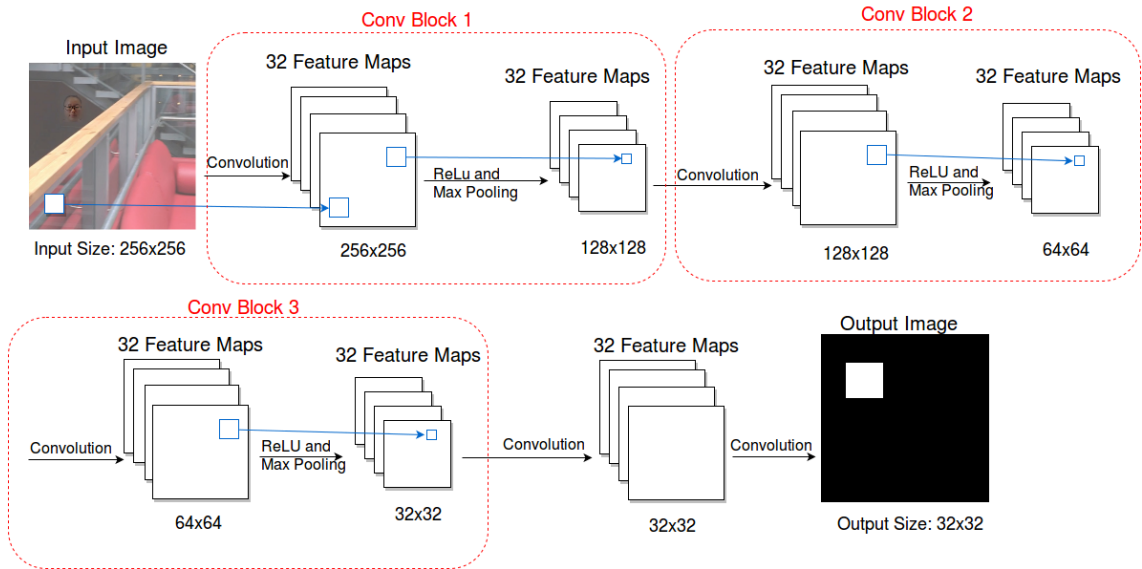 Conv Block 1
Conv Block 2
Input Image
32 Feature Maps
32 Feature Maps
32 Feature Maps
32 Feature Maps
Convolution
ReLu and
Max Pooling
Convolution
ReLU and
Max Pooling
Input Size: 256x256
256x256
128x128
128x128
64x64
Conv Block 3
32 Feature Maps
32 Feature Maps
32 Feature Maps
Output Image
Convolution
ReLU and
Max Pooling
Convolution
Convolution
64x64
32x32
32x32
Output Size: 32x32